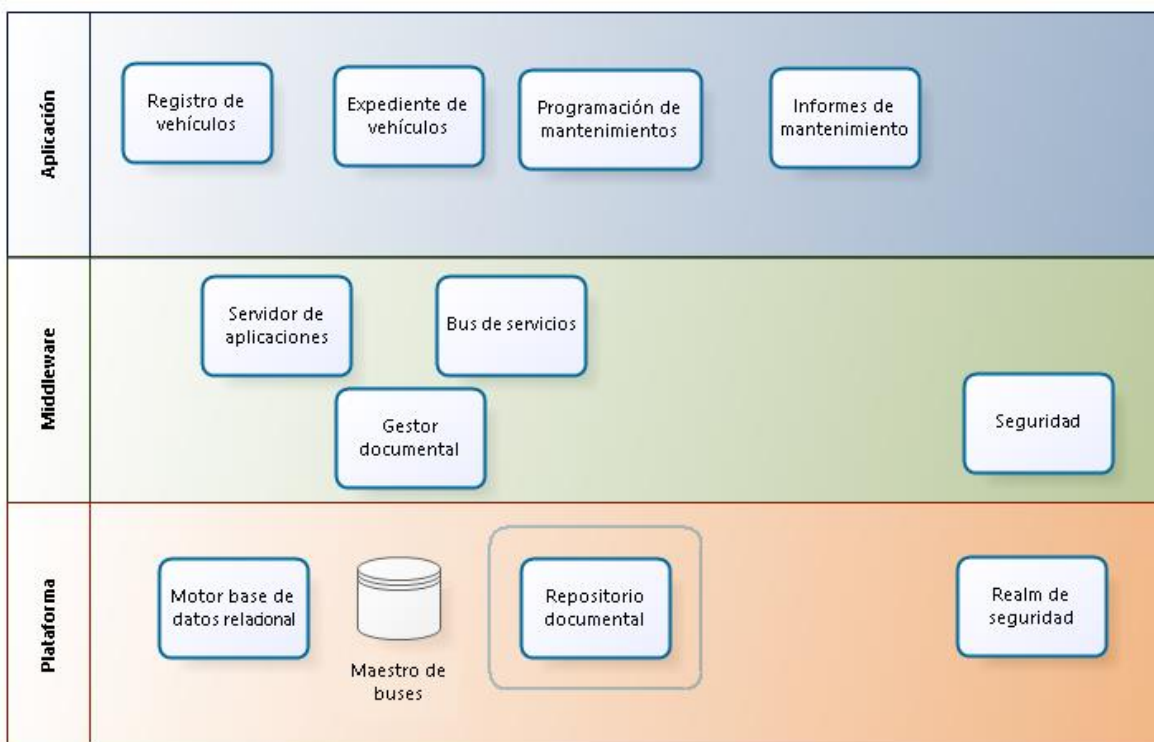 Aplicación
Registro de
vehículos
Expediente de
vehículos
Programación de
mantenimientos
Informes de
mantenimiento
Middleware
Servidor de
aplicaciones
Bus de servicios
Gestor
documental
Seguridad
Plataforma
Motor base de
datos relacional
Maestro de
buses
Repositorio
documental
Realm de
seguridad